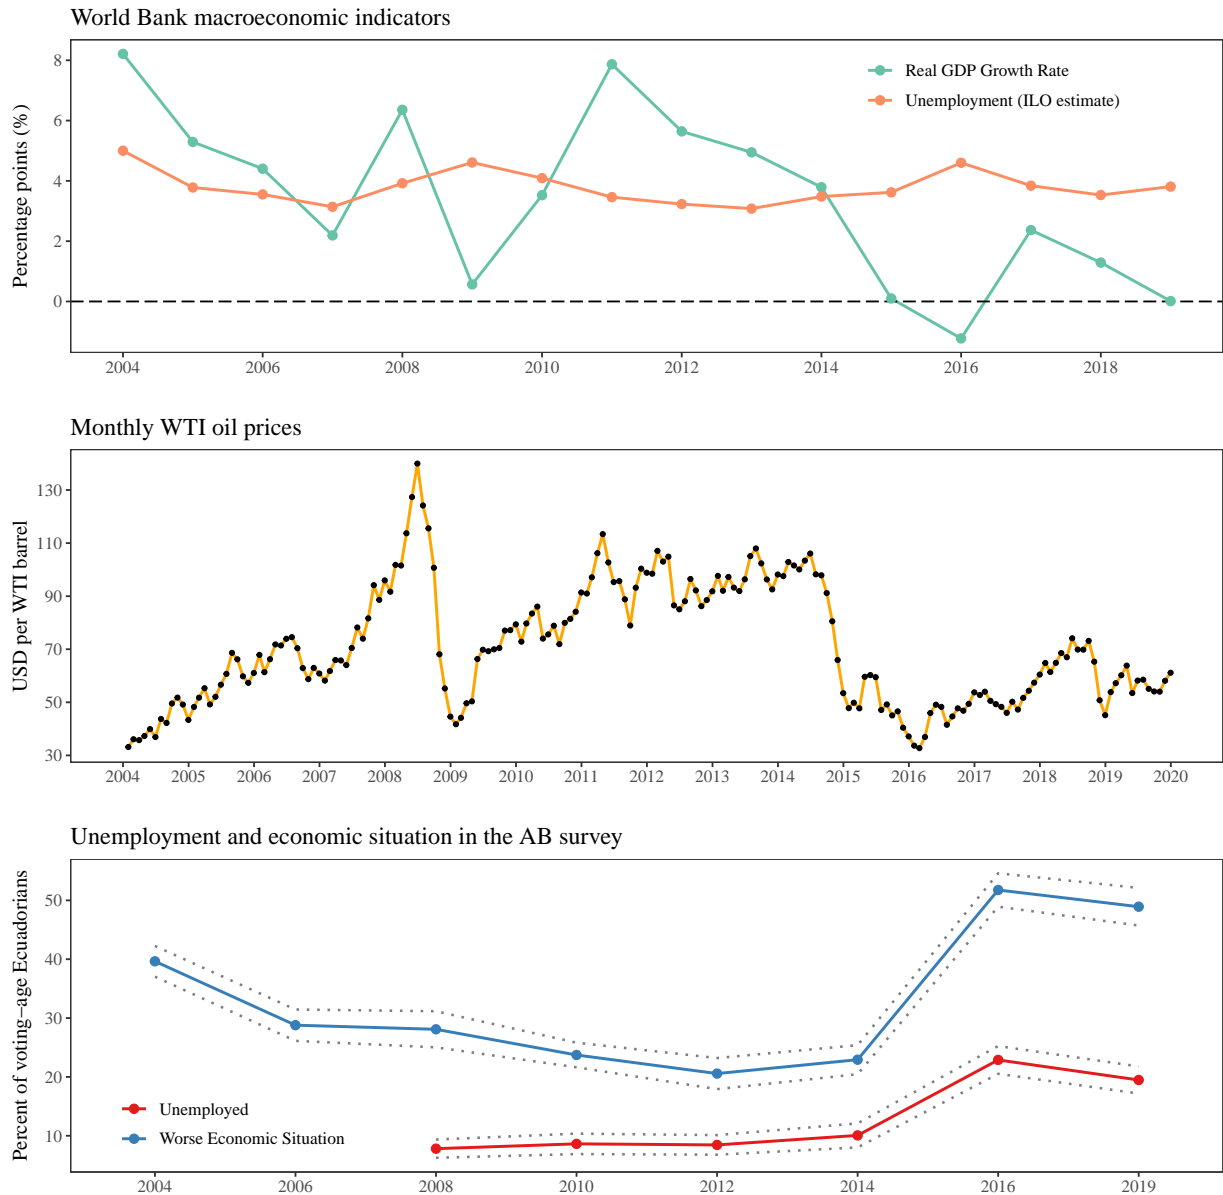 World Bank macroeconomic indicators
Percentage points (%)
8
6
4
2
0
Real GDP Growth Rate
Unemployment (ILO estimate)
2004 2006 2008 2010 2012 2014 2016 2018
Monthly WTI oil prices
USD per WTI barrel
130
110
90
70
50
30
2004 2005 2006 2007 2008 2009 2010 2011 2012 2013 2014 2015 2016 2017 2018 2019 2020
Unemployment and economic situation in the AB survey
Percent of voting−age Ecuadorians
50
40
30
20
10
Unemployed
Worse Economic Situation
2004 2006 2008 2010 2012 2014 2016 2019